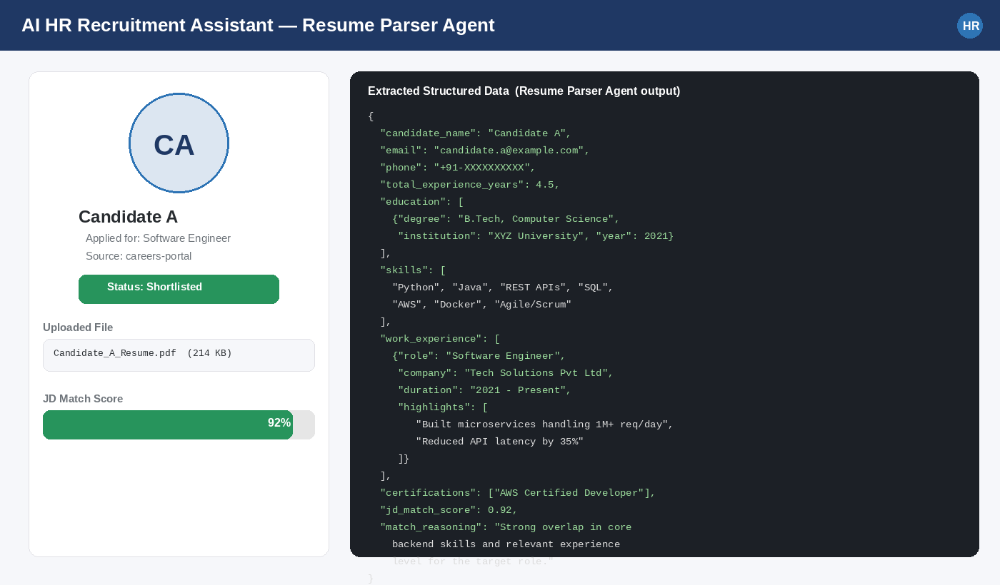 AI HR Recruitment Assistant — Resume Parser Agent
HR
CA
Candidate A
Applied for: Software Engineer
Source: careers-portal
Status: Shortlisted
Uploaded File
Candidate_A_Resume.pdf  (214 KB)
JD Match Score
92%
Extracted Structured Data  (Resume Parser Agent output)
{
  "candidate_name": "Candidate A",
  "email": "candidate.a@example.com",
  "phone": "+91-XXXXXXXXXX",
  "total_experience_years": 4.5,
  "education": [
    {"degree": "B.Tech, Computer Science",
     "institution": "XYZ University", "year": 2021}
  ],
  "skills": [
    "Python", "Java", "REST APIs", "SQL",
    "AWS", "Docker", "Agile/Scrum"
  ],
  "work_experience": [
    {"role": "Software Engineer",
     "company": "Tech Solutions Pvt Ltd",
     "duration": "2021 - Present",
     "highlights": [
        "Built microservices handling 1M+ req/day",
        "Reduced API latency by 35%"
     ]}
  ],
  "certifications": ["AWS Certified Developer"],
  "jd_match_score": 0.92,
  "match_reasoning": "Strong overlap in core
    backend skills and relevant experience
    level for the target role."
}